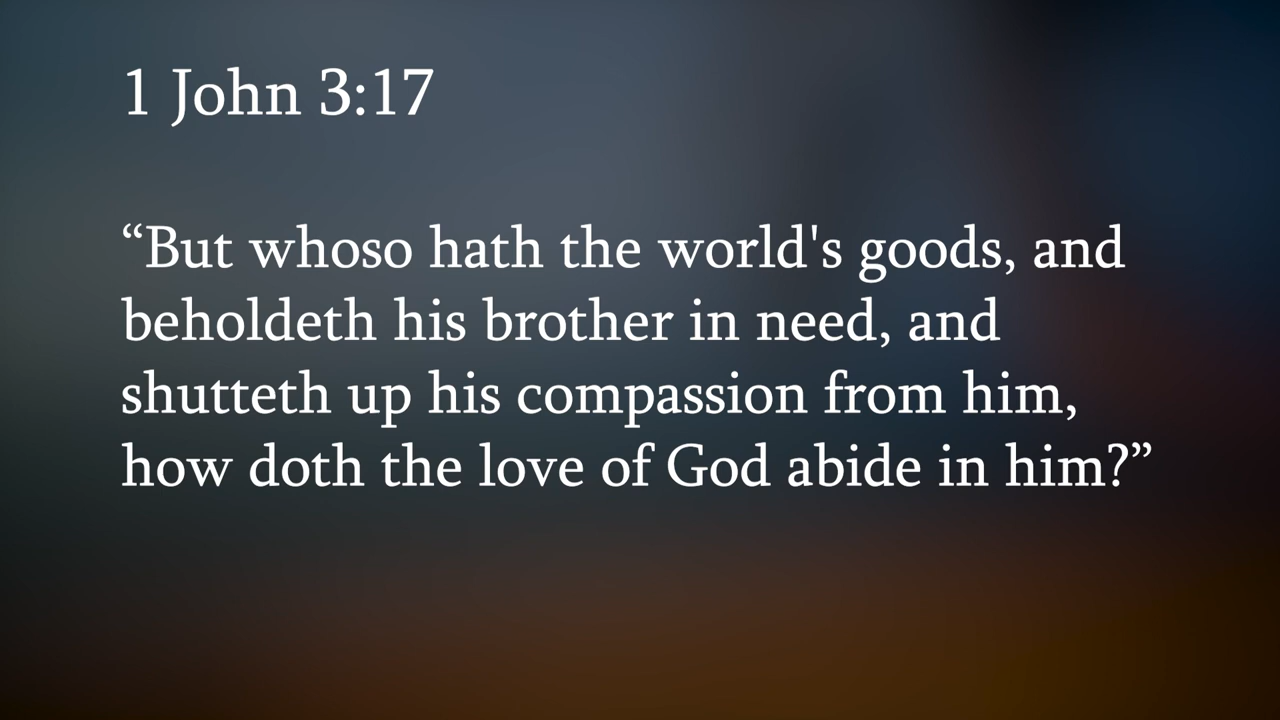 1 John 3:17
“But whoso hath the world's goods, and
beholdeth his brother in need, and
shutteth up his compassion from him,
how doth the love of God abide in him?”